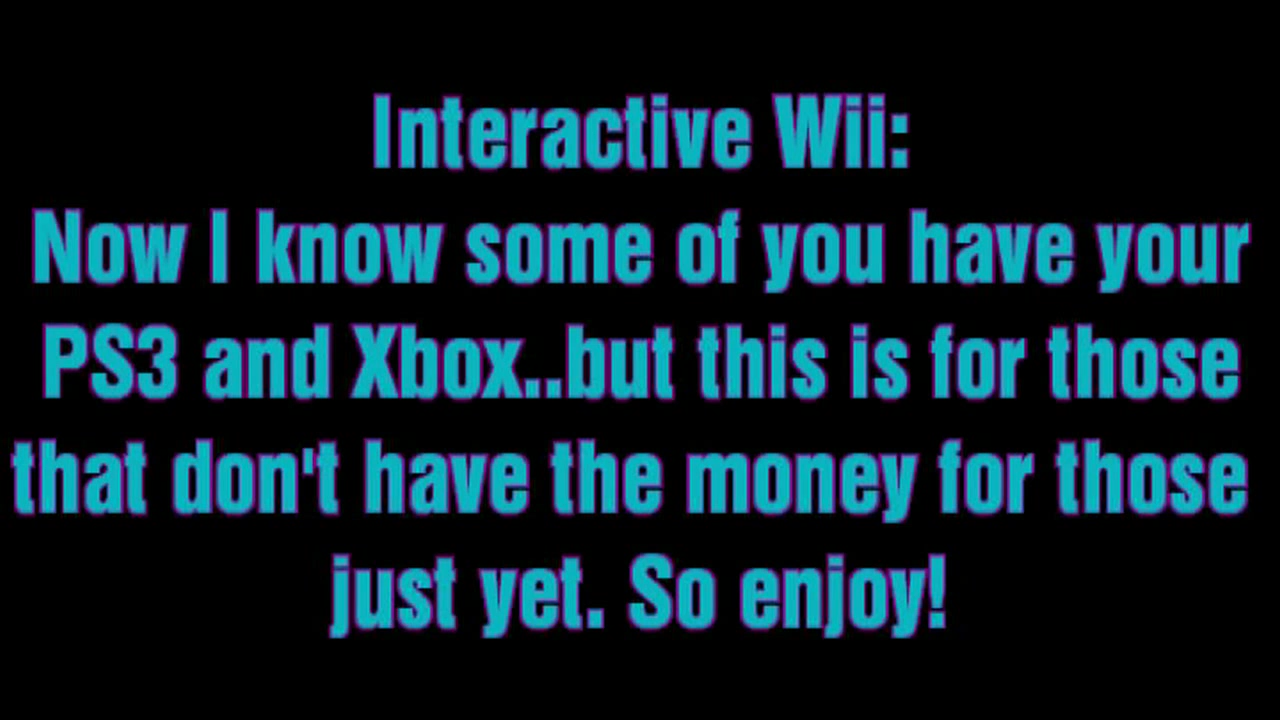 Interactive Wii:
Now I know some of you have your
PS3 and Xbox..but this is for those
that don't have the money for those
just yet. So enjoy!